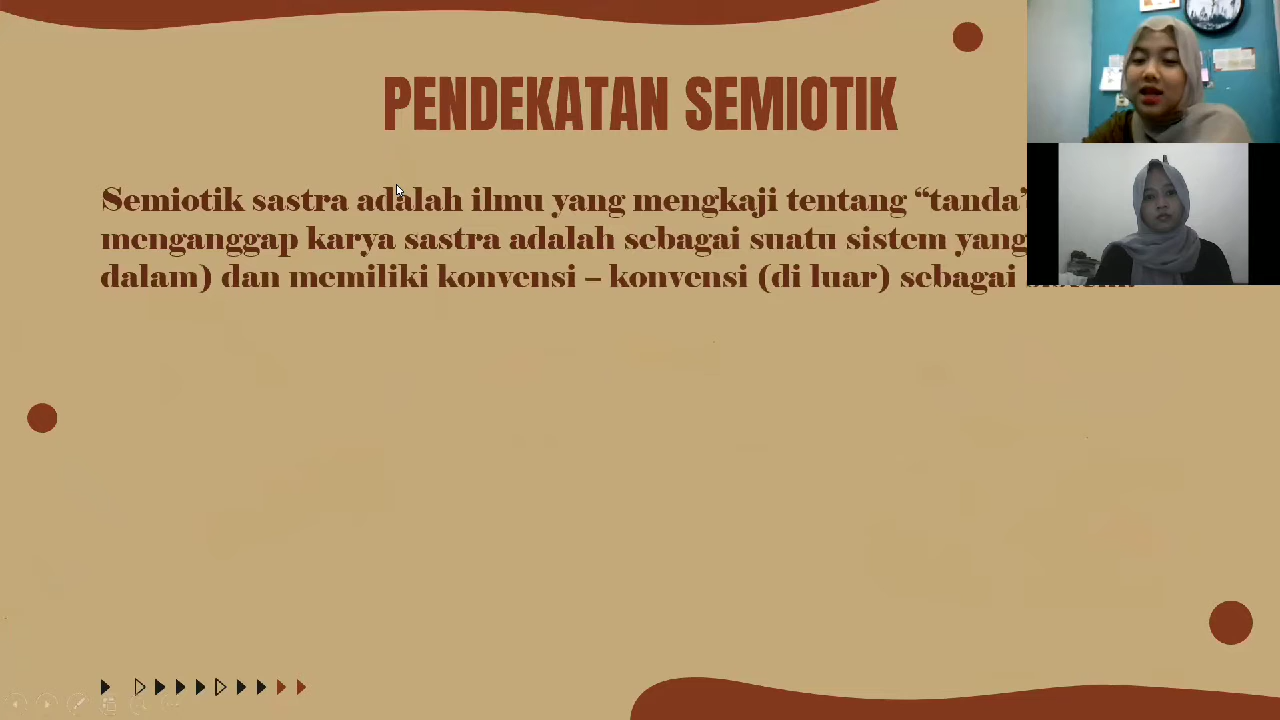 PENDEKATAN SEMIOTIK
Semiotik sastra adalah ilmu yang mengkaji tentang “tanda”
menganggap karya sastra adalah sebagai suatu sistem yang
dalam) dan memiliki konvensi – konvensi (di luar) sebagai